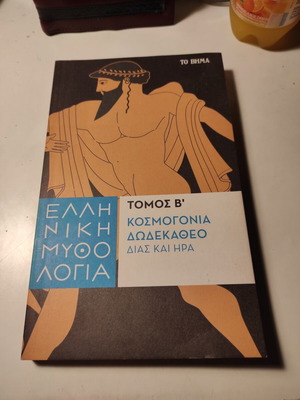 ΤΟ ΒΗΜΑ
ΕΛΛΗ
ΝΙΚΗ
ΜΥΘΟ
ΛΟΓΙΑ
ΤΟΜΟΣ Β'
ΚΟΣΜΟΓΟΝΙΑ
ΔΩΔΕΚΑΘΕΟ
ΔΙΑΣ ΚΑΙ ΗΡΑ